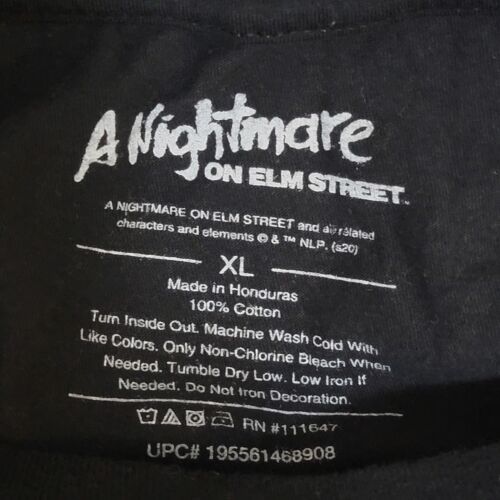 A Nightmare
ON ELM STREET™
A NIGHTMARE ON ELM STREET and all related
characters and elements © & ™ NLP. (s20)
XL
Made in Honduras
100% Cotton
Turn Inside Out. Machine Wash Cold With
Like Colors. Only Non-Chlorine Bleach When
Needed. Tumble Dry Low. Low Iron If
Needed. Do Not Iron Decoration.
RN #111647
UPC# 195561468908